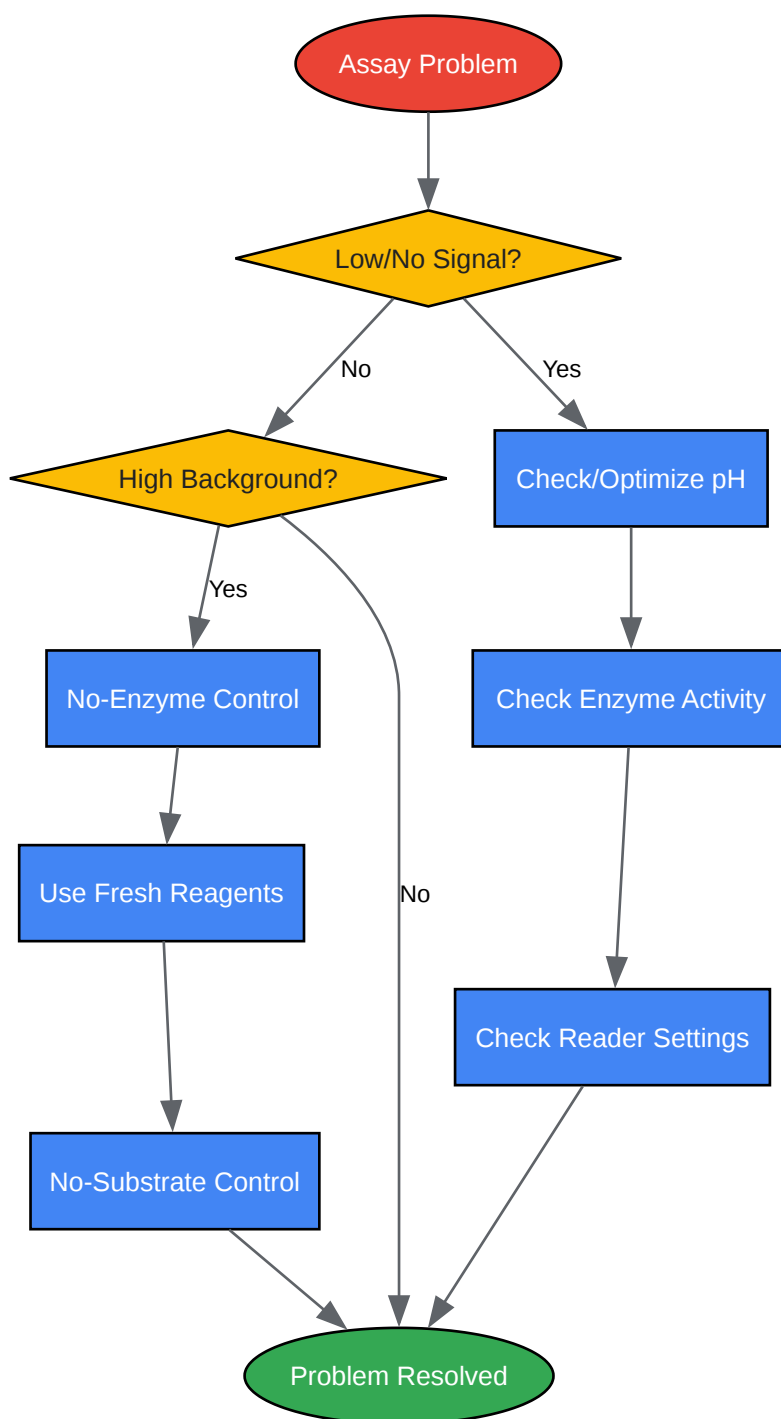 Assay Problem
Low/No Signal?
No
Yes
High Background?
Check/Optimize pH
Yes
No-Enzyme Control
Check Enzyme Activity
Use Fresh Reagents
No
Check Reader Settings
No-Substrate Control
Problem Resolved